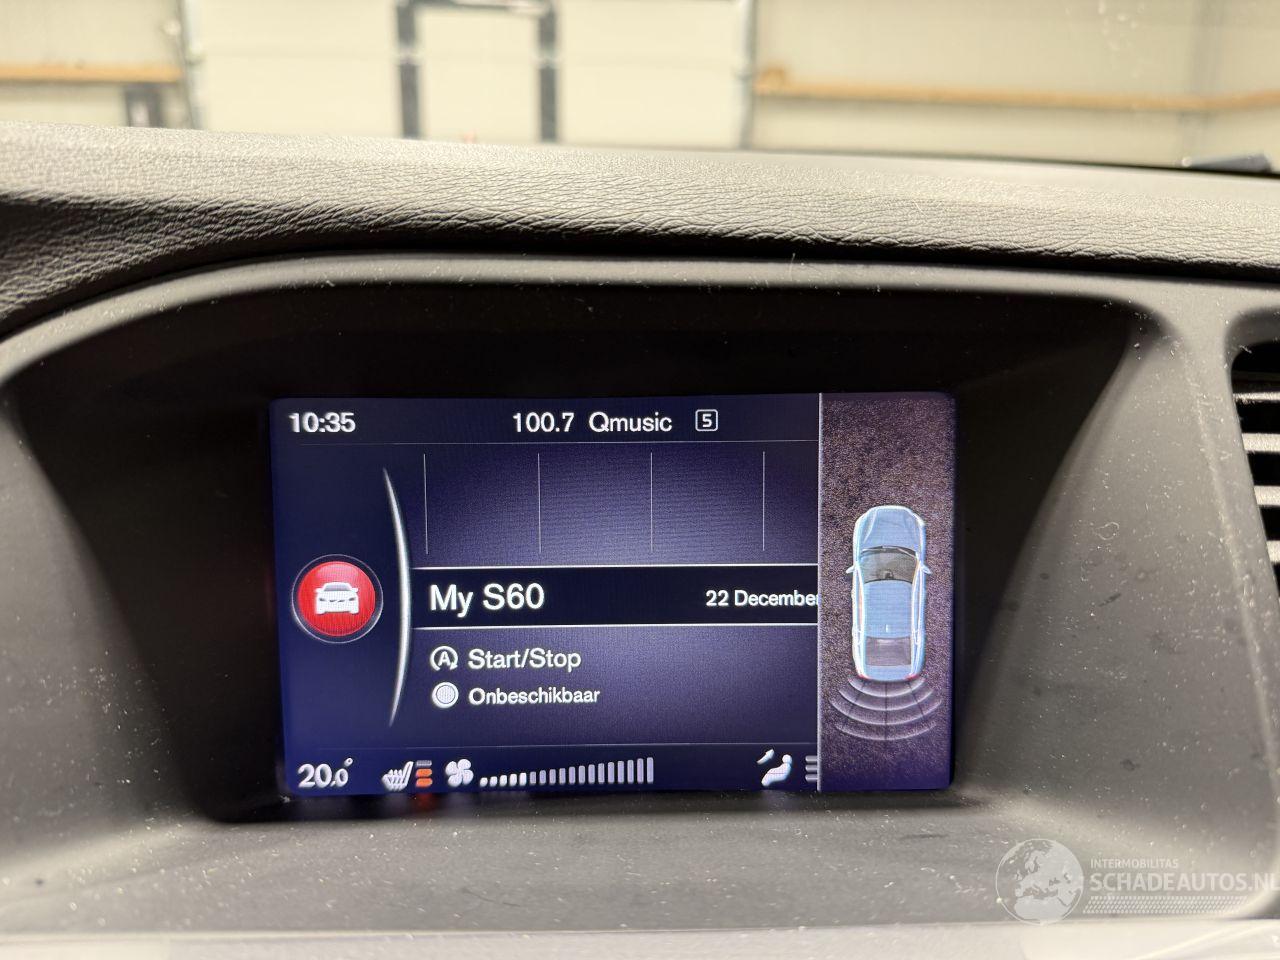 10:35 100.7 Qmusic 5
My S60 22 December
Start/Stop
Onbeschikbaar
20.0°
INTERMOBILITAS
SCHADEAUTOS.NL